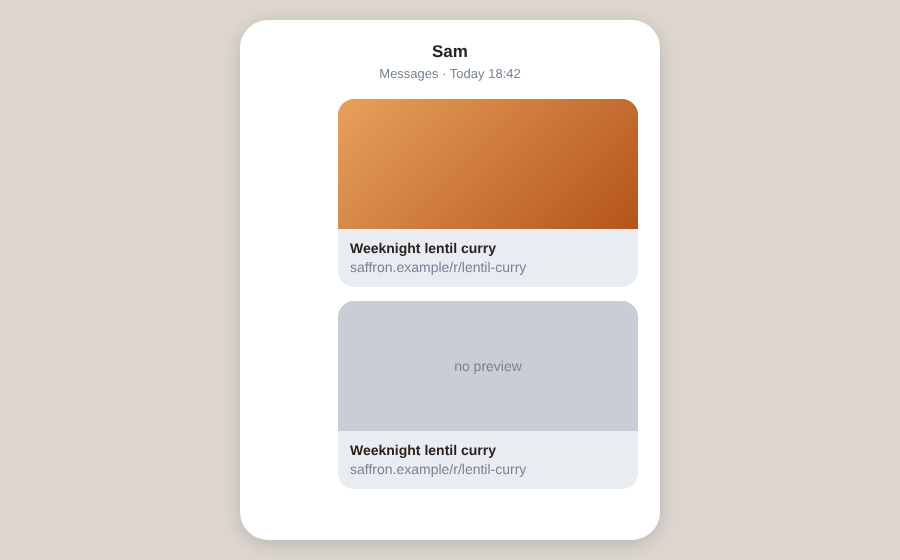 Sam
Messages · Today 18:42
Weeknight lentil curry
saffron.example/r/lentil-curry
no preview
Weeknight lentil curry
saffron.example/r/lentil-curry